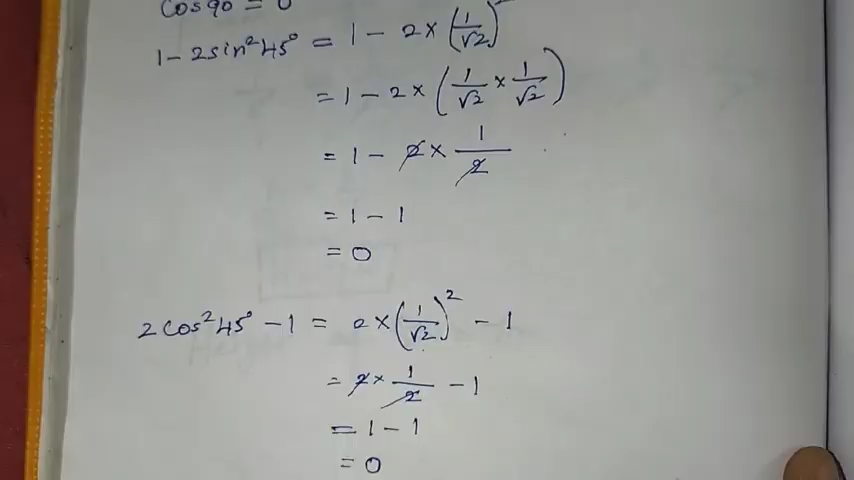 Cos90 = 0
1 - 2sin²45° = 1 - 2 × (1/√2)²
= 1 - 2 × (1/√2 × 1/√2)
= 1 - 2 × 1/2
= 1 - 1
= 0
2Cos²45° - 1 = 2 × (1/√2)² - 1
= 2 × 1/2 - 1
= 1 - 1
= 0